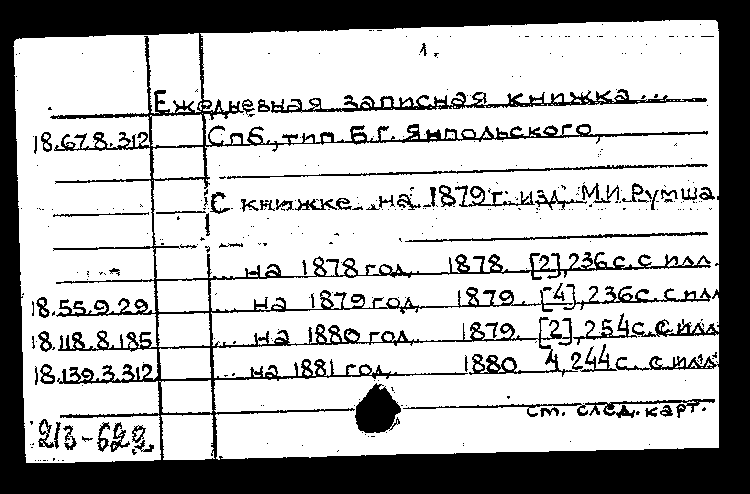 1.
Ежедневная записная книжка...
18.67.8.312 Спб., тип. Б.Г. Янпольского,
С книжке на 1879 г. изд. М.И. Румша.
... на 1878 год. 1878. [2], 236 с. с илл.
18.55.9.29. ... на 1879 год. 1879. [4], 236 с. с илл
18.118.8.185 ... на 1880 год. 1879. [2], 254 с. с илл
18.139.3.312 ... на 1881 год. 1880. 4, 244 с. с илл
см. след. карт.
213-622